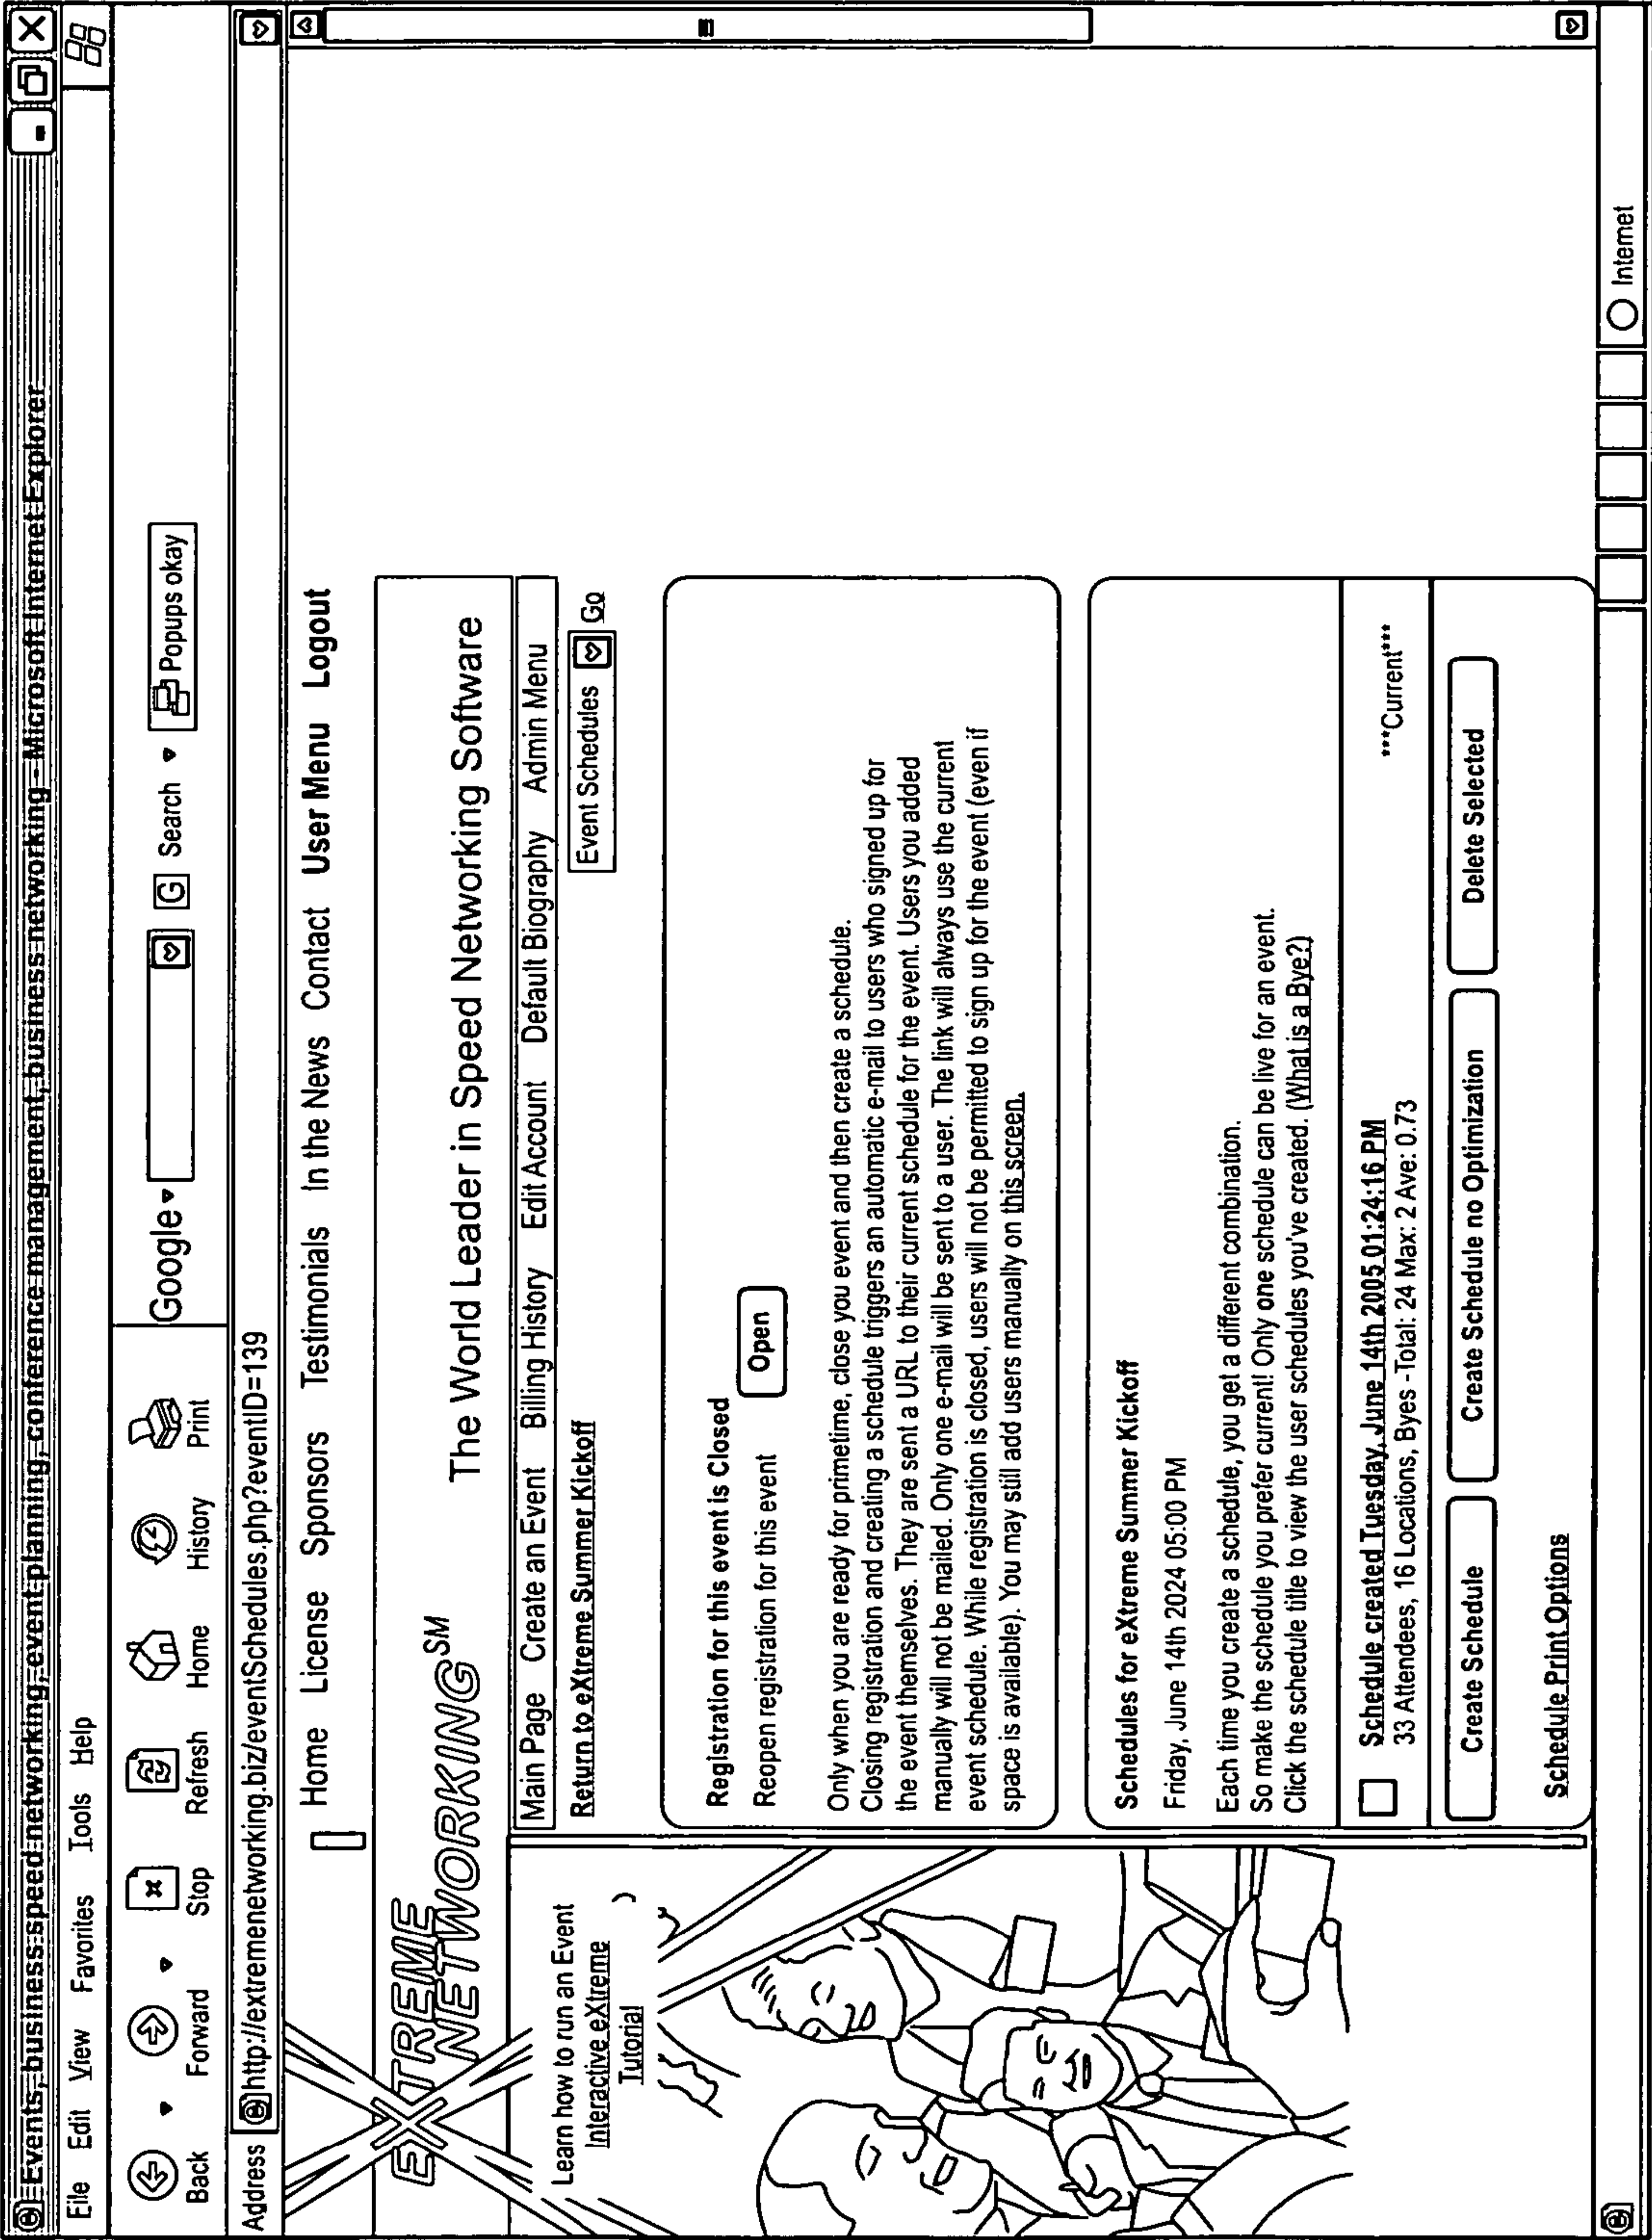 Events, business speed networking, event planning, conference management, business networking - Microsoft Internet Explorer
File Edit View Favorites Tools Help
Back Forward Stop Refresh Home History Print
Google G Search Popups okay
Address http://extremenetworking.biz/eventSchedules.php?eventID=139
Home License Sponsors Testimonials In the News Contact User Menu Logout
EXTREME
NETWORKING SM
The World Leader in Speed Networking Software
Main Page Create an Event Billing History Edit Account Default Biography Admin Menu
Return to eXtreme Summer Kickoff
Event Schedules Go
Learn how to run an Event
Interactive eXtreme
Tutorial
Registration for this event is Closed
Reopen registration for this event Open
Only when you are ready for primetime, close you event and then create a schedule.
Closing registration and creating a schedule triggers an automatic e-mail to users who signed up for
the event themselves. They are sent a URL to their current schedule for the event. Users you added
manually will not be mailed. Only one e-mail will be sent to a user. The link will always use the current
event schedule. While registration is closed, users will not be permitted to sign up for the event (even if
space is available). You may still add users manually on this screen.
Schedules for eXtreme Summer Kickoff
Friday, June 14th 2024 05:00 PM
Each time you create a schedule, you get a different combination.
So make the schedule you prefer current! Only one schedule can be live for an event.
Click the schedule title to view the user schedules you've created. (What is a Bye?)
Schedule created Tuesday, June 14th 2005 01:24:16 PM
***Current***
33 Attendees, 16 Locations, Byes - Total: 24 Max: 2 Ave: 0.73
Create Schedule Create Schedule no Optimization Delete Selected
Schedule Print Options
Internet